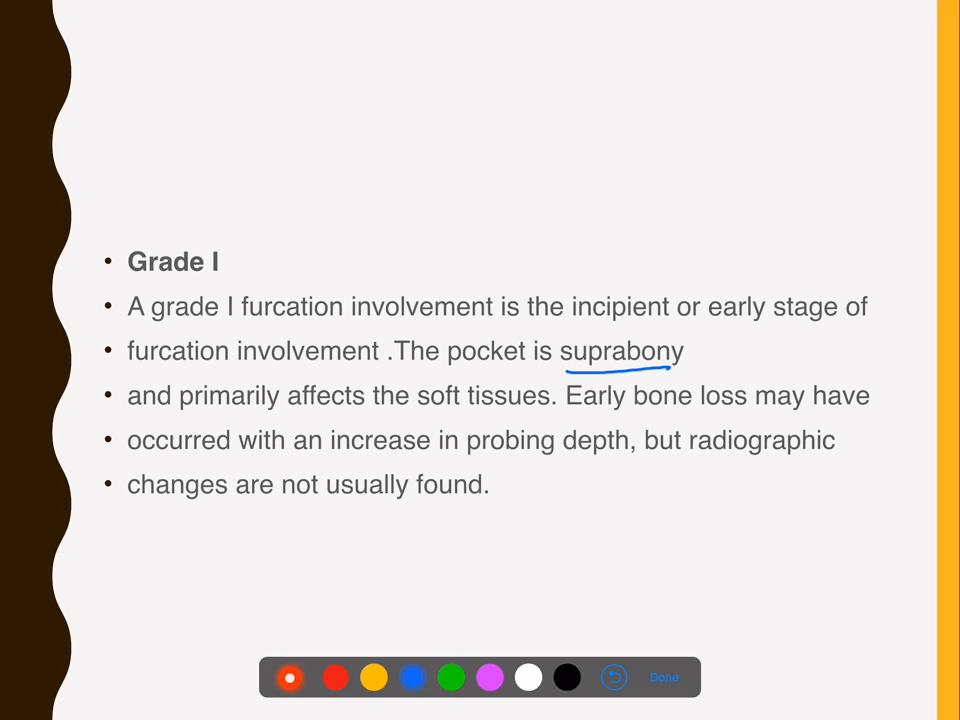 • Grade I
• A grade I furcation involvement is the incipient or early stage of
• furcation involvement .The pocket is suprabony
• and primarily affects the soft tissues. Early bone loss may have
• occurred with an increase in probing depth, but radiographic
• changes are not usually found.
Done